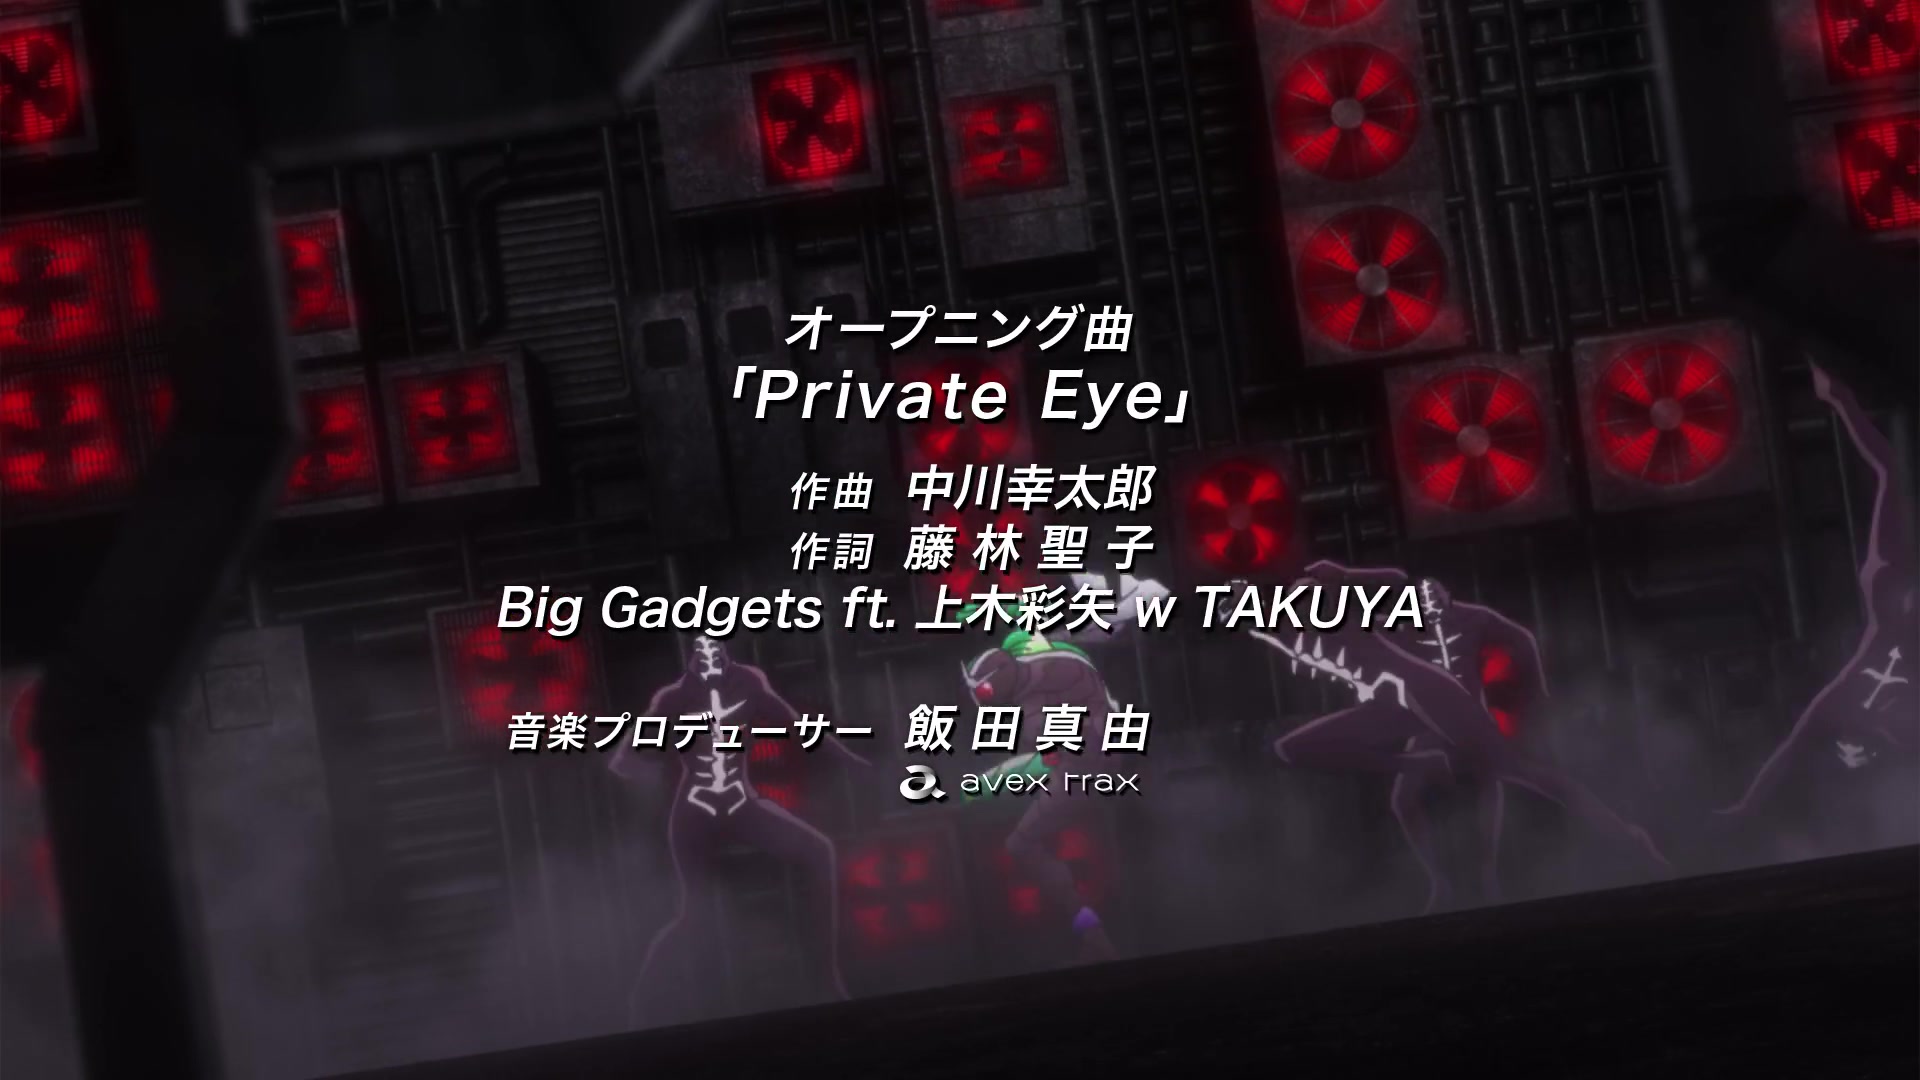 オープニング曲
「Private Eye」
作曲 中川幸太郎
作詞 藤林聖子
Big Gadgets ft. 上木彩矢 w TAKUYA
音楽プロデューサー 飯田真由
avex trax